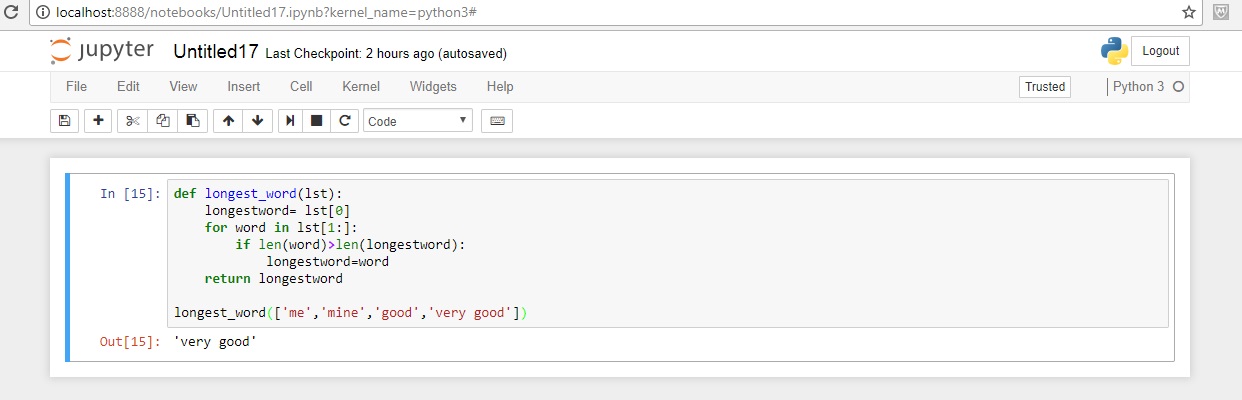 localhost:8888/notebooks/Untitled17.ipynb?kernel_name=python3#
jupyter Untitled17 Last Checkpoint: 2 hours ago (autosaved) Logout
File Edit View Insert Cell Kernel Widgets Help Trusted Python 3
Code
In [15]: def longest_word(lst):
    longestword= lst[0]
    for word in lst[1:]:
        if len(word)>len(longestword):
            longestword=word
    return longestword
longest_word(['me','mine','good','very good'])
Out[15]: 'very good'